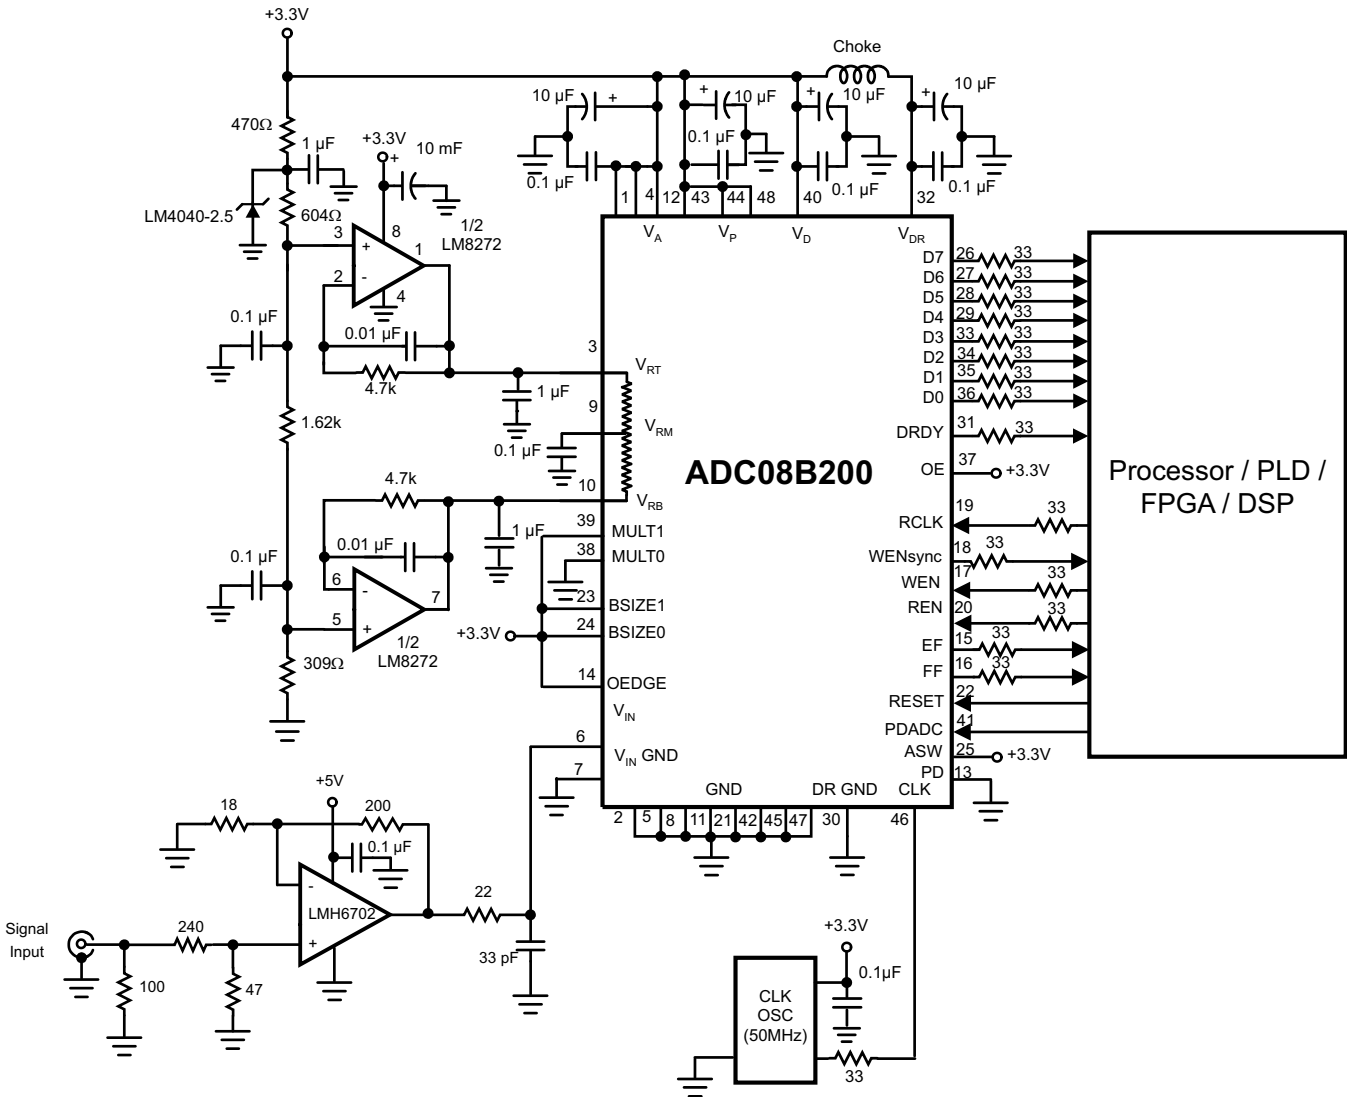 +3.3V
Choke
10 µF
10 µF
10 µF
10 µF
470Ω
1 µF
+3.3V
10 mF
0.1 µF
0.1 µF
0.1 µF
0.1 µF
1
4
12
43
44
48
40
32
LM4040-2.5
604Ω
1/2
LM8272
3
2
8
1
4
+
-
VA
VP
VD
VDR
D7 26 33
D6 27 33
D5 28 33
D4 29 33
D3 33 33
D2 34 33
D1 35 33
D0 36 33
DRDY 31 33
OE 37 +3.3V
RCLK 19 33
WENsync 18 33
WEN 17 33
REN 20 33
EF 15 33
FF 16 33
RESET 22
PDADC 41
ASW 25 +3.3V
PD 13
Processor / PLD /
FPGA / DSP
ADC08B200
0.1 µF
0.01 µF
4.7k
3
VRT
1 µF
9
VRM
0.1 µF
1.62k
10
VRB
4.7k
1 µF
39 MULT1
38 MULT0
0.01 µF
0.1 µF
6
5
7
-
+
1/2
LM8272
23 BSIZE1
+3.3V
24 BSIZE0
14 OEDGE
309Ω
VIN
6
VIN GND
7
GND
DR GND
CLK
2
5
8
11
21
42
45
47
30
46
+5V
18
200
0.1 µF
-
+
LMH6702
22
33 pF
Signal
Input
240
100
47
+3.3V
0.1µF
CLK
OSC
(50MHz)
33